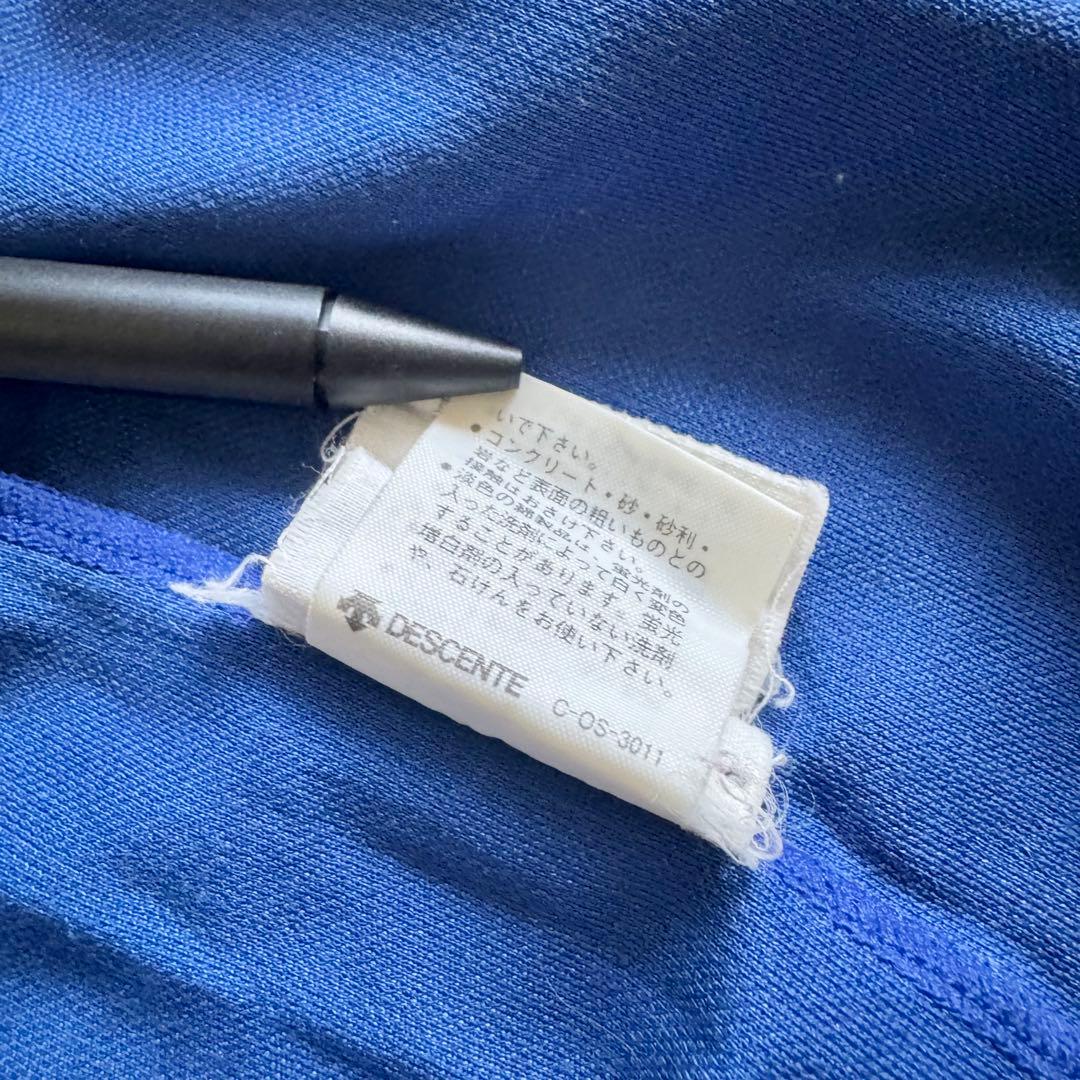 いで下さい。
●コンクリート・砂・砂利・
岩など表面の粗いものとの
接触はおさけ下さい。
●淡色の綿製品は、蛍光剤の
入った洗剤によって白く変色
することがあります。蛍光
増白剤の入っていない洗剤
や、石けんをお使い下さい。
DESCENTE
C-OS-3011